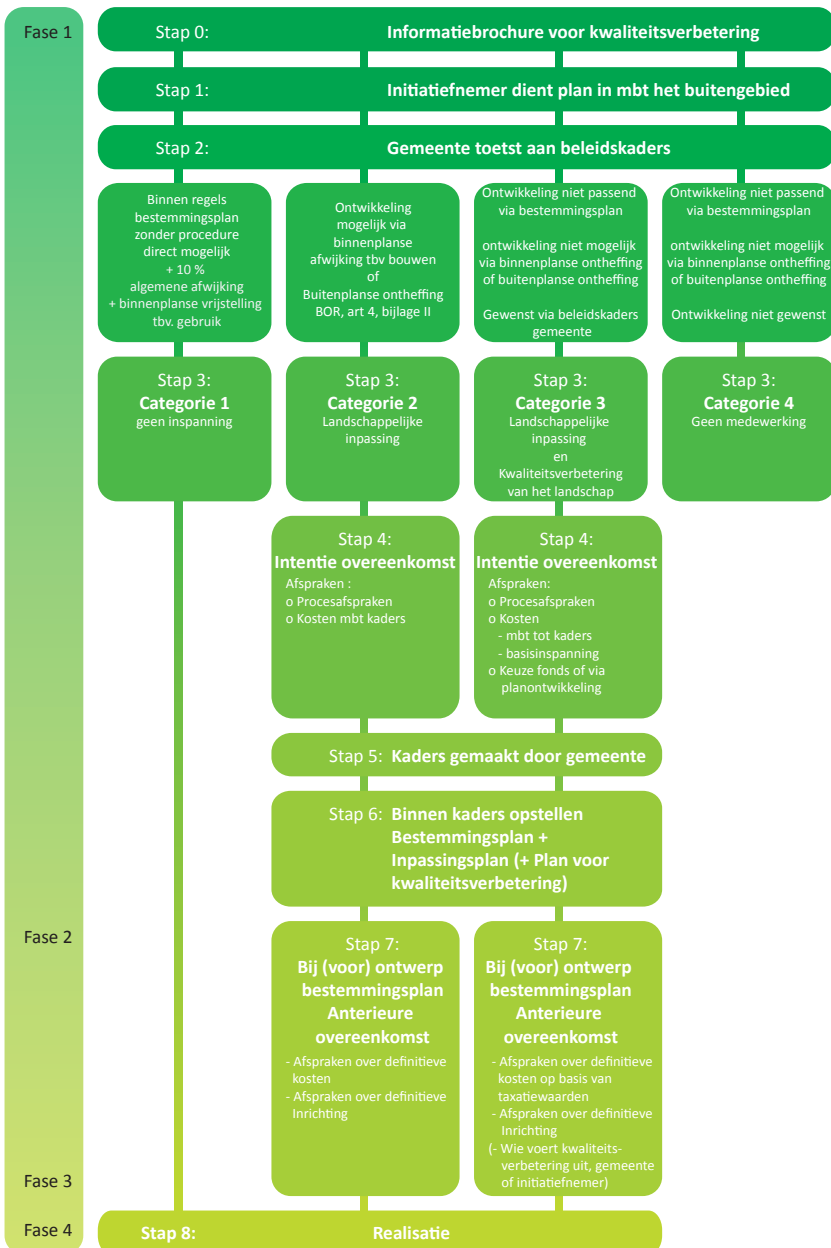 Fase 1
Stap 0: Informatiebrochure voor kwaliteitsverbetering
Stap 1: Initiatiefnemer dient plan in mbt het buitengebied
Stap 2: Gemeente toetst aan beleidskaders
Binnen regels
bestemmingsplan
zonder procedure
direct mogelijk
+ 10 %
algemene afwijking
+ binnenplanse vrijstelling
tbv. gebruik
Ontwikkeling
mogelijk via
binnenplanse
afwijking tbv bouwen
of
Buitenplanse ontheffing
BOR, art 4, bijlage II
Ontwikkeling niet passend
via bestemmingsplan
ontwikkeling niet mogelijk
via binnenplanse ontheffing
of buitenplanse ontheffing
Gewenst via beleidskaders
gemeente
Ontwikkeling niet passend
via bestemmingsplan
ontwikkeling niet mogelijk
via binnenplanse ontheffing
of buitenplanse ontheffing
Ontwikkeling niet gewenst
Stap 3:
Categorie 1
geen inspanning
Stap 3:
Categorie 2
Landschappelijke
inpassing
Stap 3:
Categorie 3
Landschappelijke
inpassing
en
Kwaliteitsverbetering
van het landschap
Stap 3:
Categorie 4
Geen medewerking
Stap 4:
Intentie overeenkomst
Afspraken :
o Procesafspraken
o Kosten mbt kaders
Stap 4:
Intentie overeenkomst
Afspraken:
o Procesafspraken
o Kosten
- mbt tot kaders
- basisinspanning
o Keuze fonds of via
planontwikkeling
Stap 5: Kaders gemaakt door gemeente
Stap 6: Binnen kaders opstellen
Bestemmingsplan +
Inpassingsplan (+ Plan voor
kwaliteitsverbetering)
Fase 2
Stap 7:
Bij (voor) ontwerp
bestemmingsplan
Anterieure
overeenkomst
- Afspraken over definitieve
kosten
- Afspraken over definitieve
Inrichting
Stap 7:
Bij (voor) ontwerp
bestemmingsplan
Anterieure
overeenkomst
- Afspraken over definitieve
kosten op basis van
taxatiewaarden
- Afspraken over definitieve
Inrichting
(- Wie voert kwaliteits-
verbetering uit, gemeente
of initiatiefnemer)
Fase 3
Fase 4
Stap 8: Realisatie